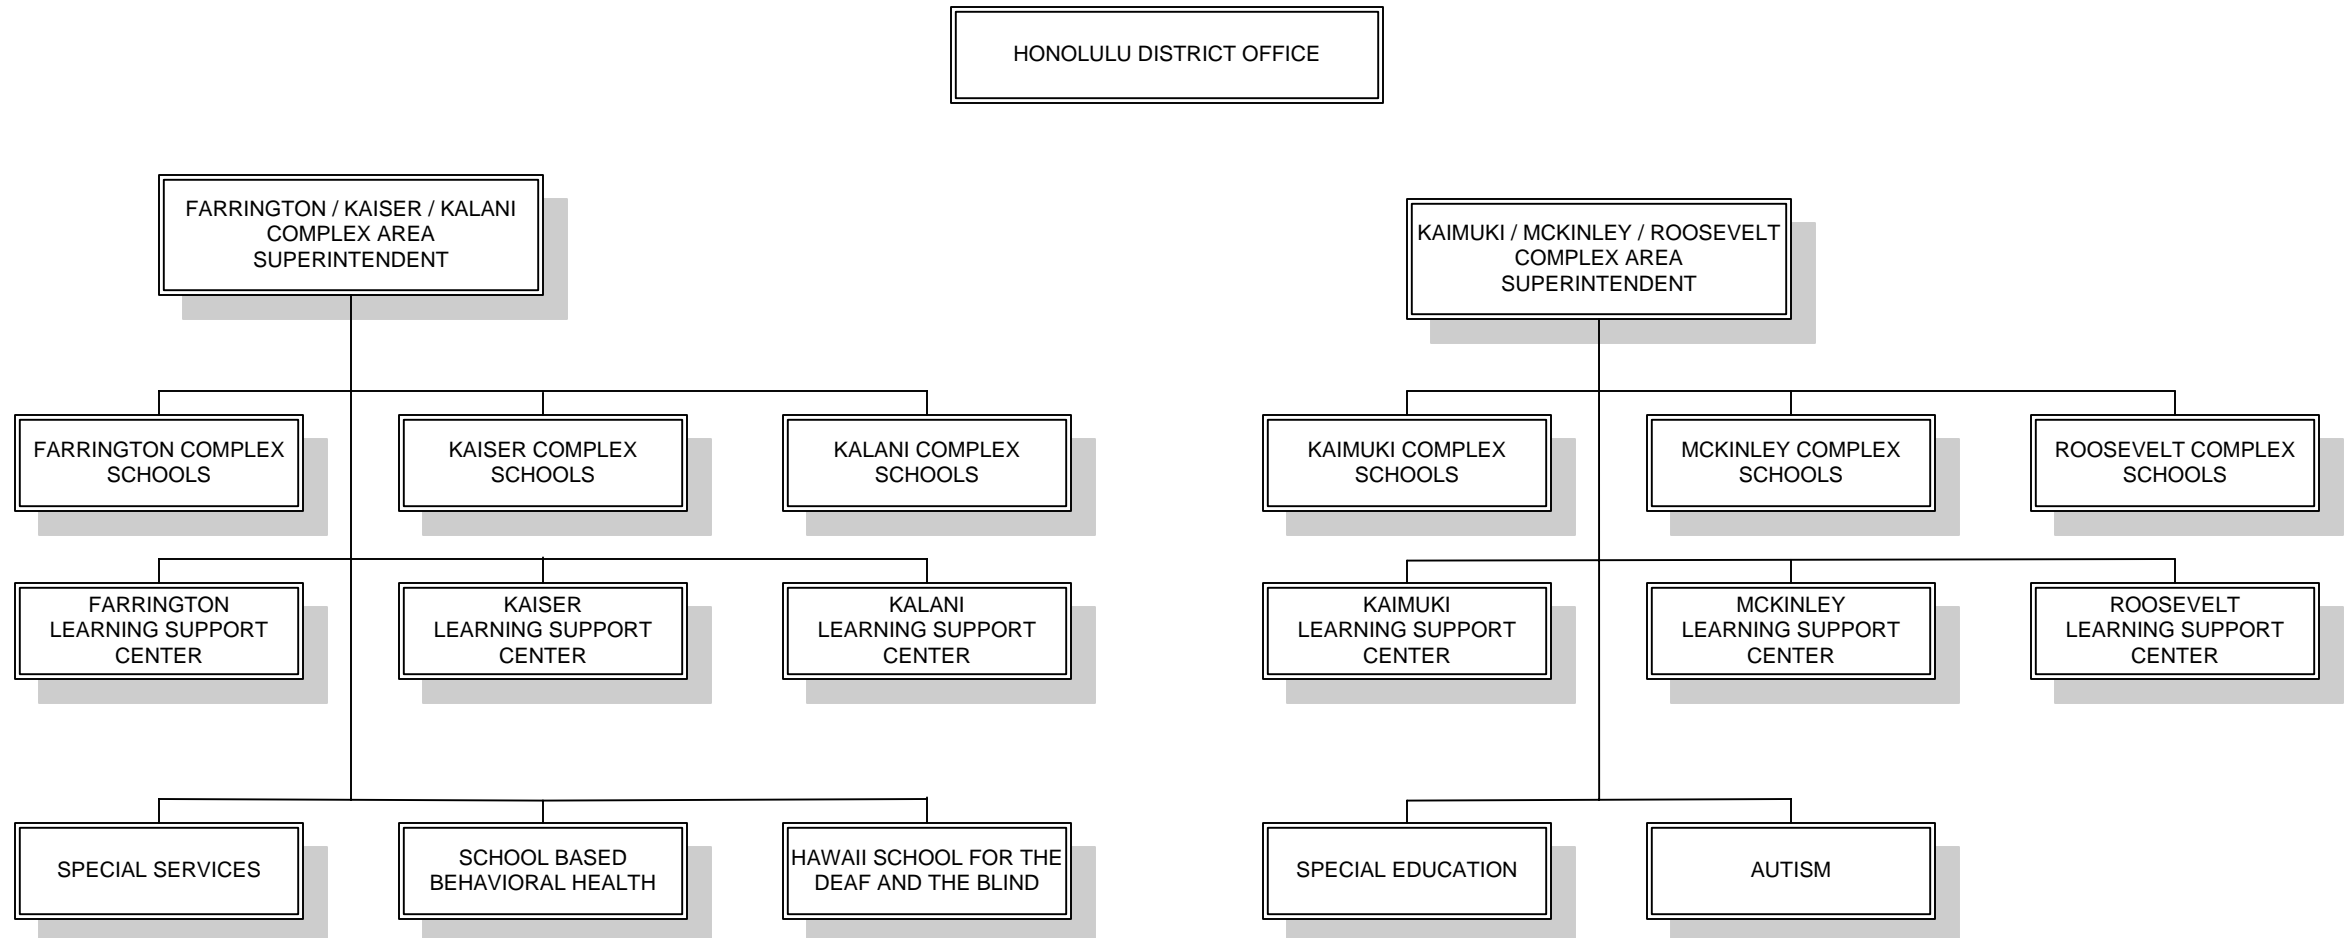 HONOLULU DISTRICT OFFICE
FARRINGTON / KAISER / KALANI
COMPLEX AREA
SUPERINTENDENT
KAIMUKI / MCKINLEY / ROOSEVELT
COMPLEX AREA
SUPERINTENDENT
FARRINGTON COMPLEX
SCHOOLS
KAISER COMPLEX
SCHOOLS
KALANI COMPLEX
SCHOOLS
KAIMUKI COMPLEX
SCHOOLS
MCKINLEY COMPLEX
SCHOOLS
ROOSEVELT COMPLEX
SCHOOLS
FARRINGTON
LEARNING SUPPORT
CENTER
KAISER
LEARNING SUPPORT
CENTER
KALANI
LEARNING SUPPORT
CENTER
KAIMUKI
LEARNING SUPPORT
CENTER
MCKINLEY
LEARNING SUPPORT
CENTER
ROOSEVELT
LEARNING SUPPORT
CENTER
SPECIAL SERVICES
SCHOOL BASED
BEHAVIORAL HEALTH
HAWAII SCHOOL FOR THE
DEAF AND THE BLIND
SPECIAL EDUCATION
AUTISM